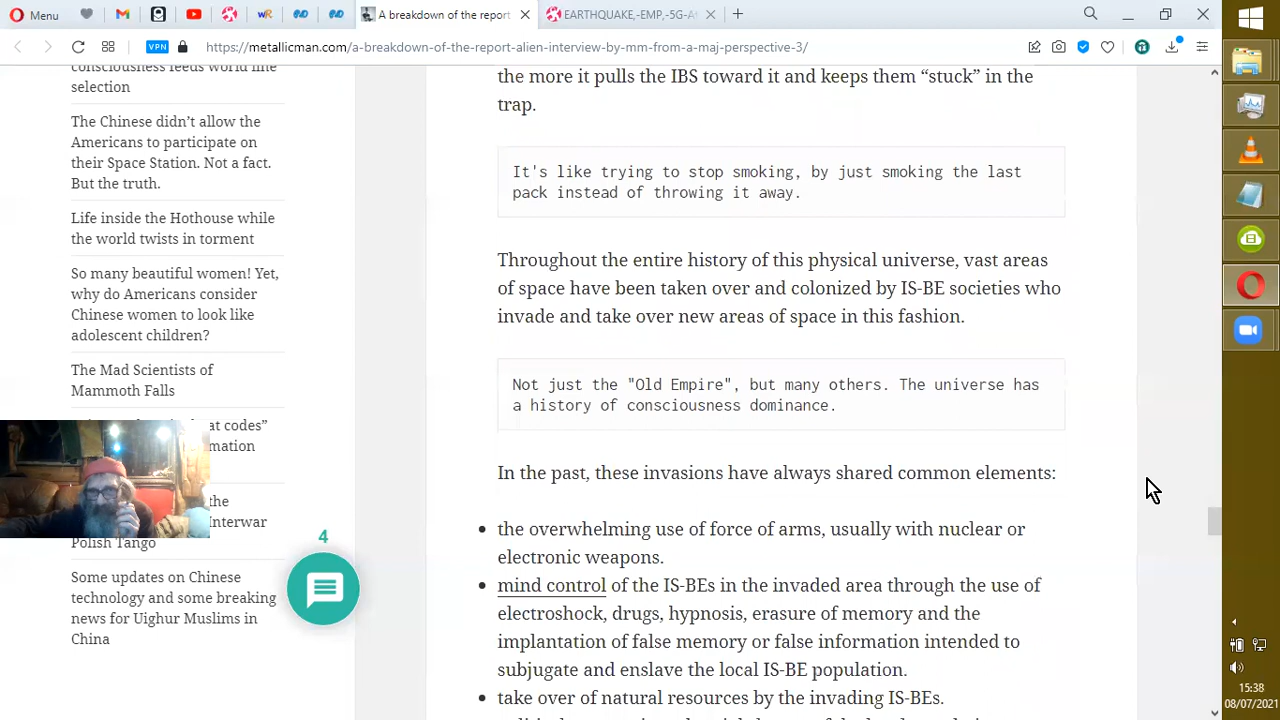 Menu
A breakdown of the report
EARTHQUAKE,-EMP,-5G-A
VPN
https://metallicman.com/a-breakdown-of-the-report-alien-interview-by-mm-from-a-maj-perspective-3/
consciousness feeds world line
selection
The Chinese didn’t allow the
Americans to participate on
their Space Station. Not a fact.
But the truth.
Life inside the Hothouse while
the world twists in torment
So many beautiful women! Yet,
why do Americans consider
Chinese women to look like
adolescent children?
The Mad Scientists of
Mammoth Falls
at codes”
mation
the
Interwar
Polish Tango
Some updates on Chinese
technology and some breaking
news for Uighur Muslims in
China
4
the more it pulls the IBS toward it and keeps them “stuck” in the
trap.
It's like trying to stop smoking, by just smoking the last
pack instead of throwing it away.
Throughout the entire history of this physical universe, vast areas
of space have been taken over and colonized by IS-BE societies who
invade and take over new areas of space in this fashion.
Not just the "Old Empire", but many others. The universe has
a history of consciousness dominance.
In the past, these invasions have always shared common elements:
the overwhelming use of force of arms, usually with nuclear or
electronic weapons.
mind control of the IS-BEs in the invaded area through the use of
electroshock, drugs, hypnosis, erasure of memory and the
implantation of false memory or false information intended to
subjugate and enslave the local IS-BE population.
take over of natural resources by the invading IS-BEs.
15:38
08/07/2021